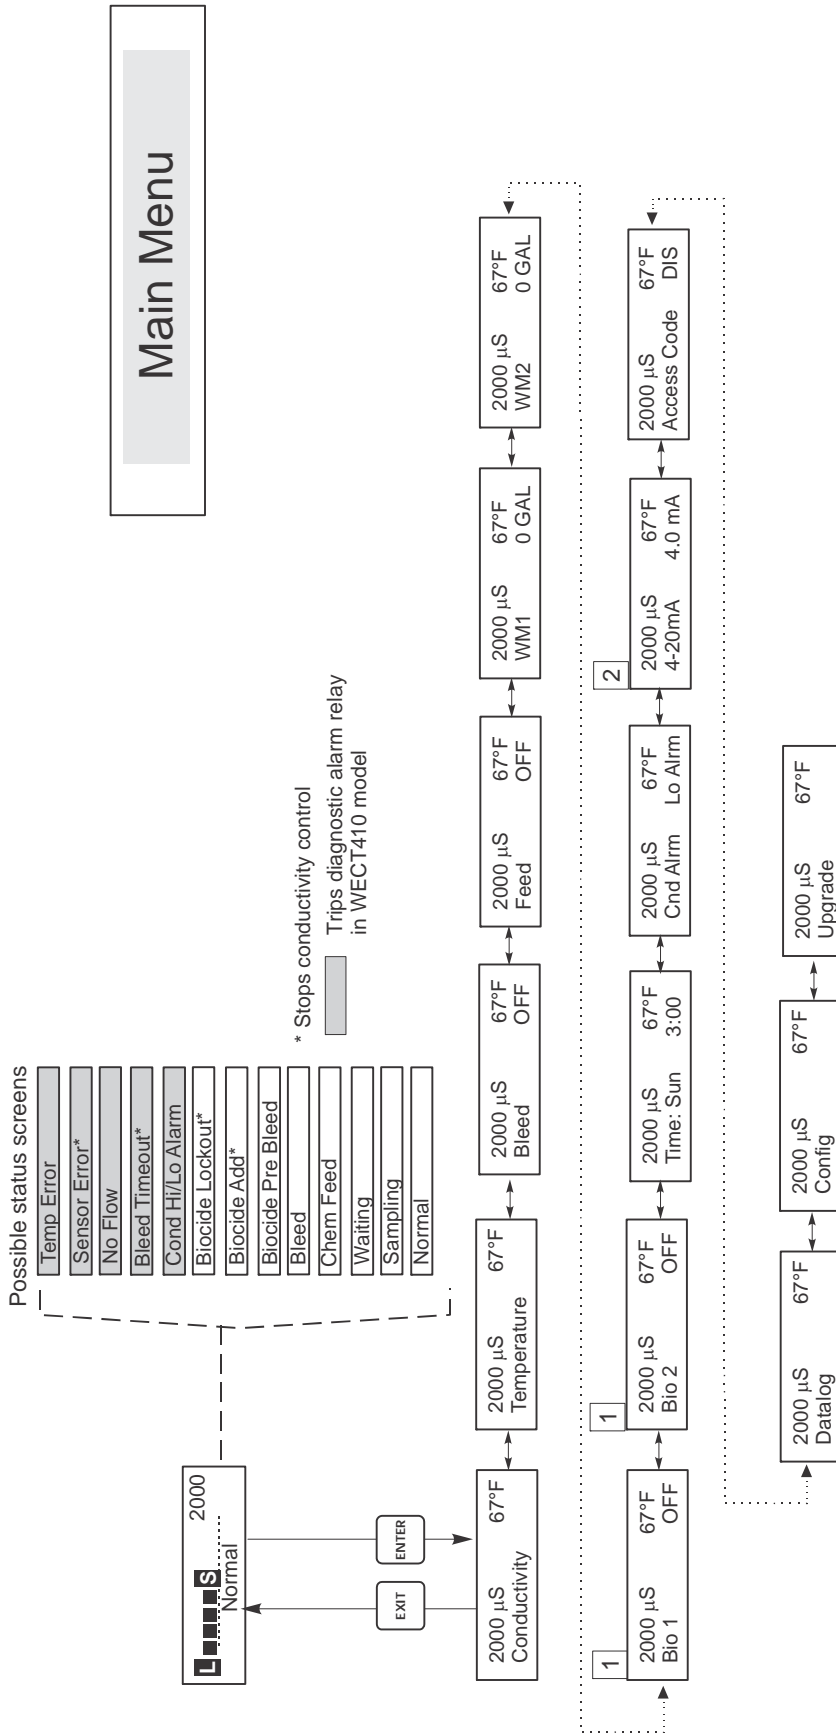 Main Menu
Possible status screens
Temp Error
Sensor Error*
No Flow
Bleed Timeout*
Cond Hi/Lo Alarm
Biocide Lockout*
Biocide Add*
Biocide Pre Bleed
Bleed
Chem Feed
Waiting
Sampling
Normal
* Stops conductivity control
Trips diagnostic alarm relay
in WECT410 model
L S 2000
Normal
EXIT
ENTER
2000 µS 67°F
Conductivity
2000 µS 67°F
Temperature
2000 µS 67°F
Bleed OFF
2000 µS 67°F
Feed OFF
2000 µS 67°F
WM1 0 GAL
2000 µS 67°F
WM2 0 GAL
1
2000 µS 67°F
Bio 1 OFF
1
2000 µS 67°F
Bio 2 OFF
2000 µS 67°F
Time: Sun 3:00
2000 µS 67°F
Cnd Alrm Lo Alrm
2
2000 µS 67°F
4-20mA 4.0 mA
2000 µS 67°F
Access Code DIS
2000 µS 67°F
Datalog
2000 µS 67°F
Config
2000 µS 67°F
Upgrade